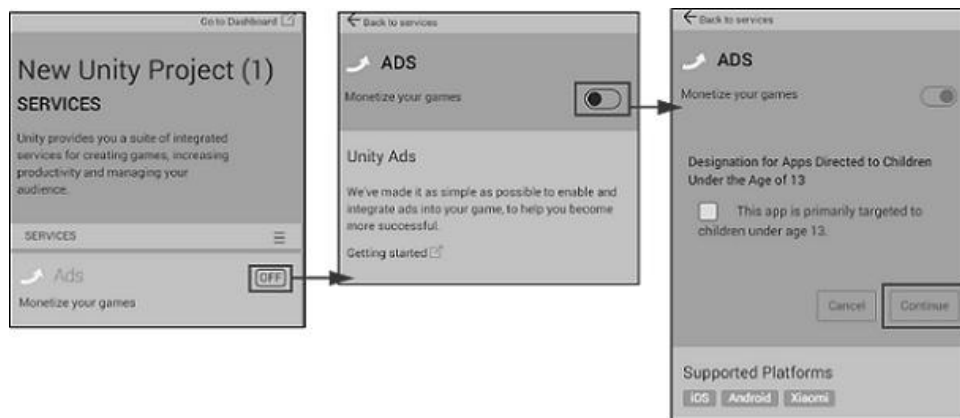 Go to Dashboard
New Unity Project (1)
SERVICES
Unity provides you a suite of integrated
services for creating games, increasing
productivity and managing your
audience.
SERVICES
Ads
OFF
Monetize your games
Back to services
ADS
Monetize your games
Unity Ads
We've made it as simple as possible to enable and
integrate ads into your game, to help you become
more successful.
Getting started
Back to services
ADS
Monetize your games
Designation for Apps Directed to Children
Under the Age of 13
This app is primarily targeted to
children under age 13.
Cancel Continue
Supported Platforms
iOS Android Xiaomi